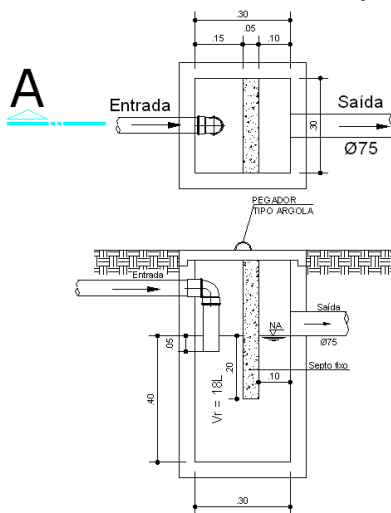 .30
.05
.15
.10
A
Entrada
Saída
.30
Ø75
PEGADOR
TIPO ARGOLA
Entrada
Saída
NA
Ø75
.05
.20
Septo fixo
.10
.40
Vr = 18L
.30